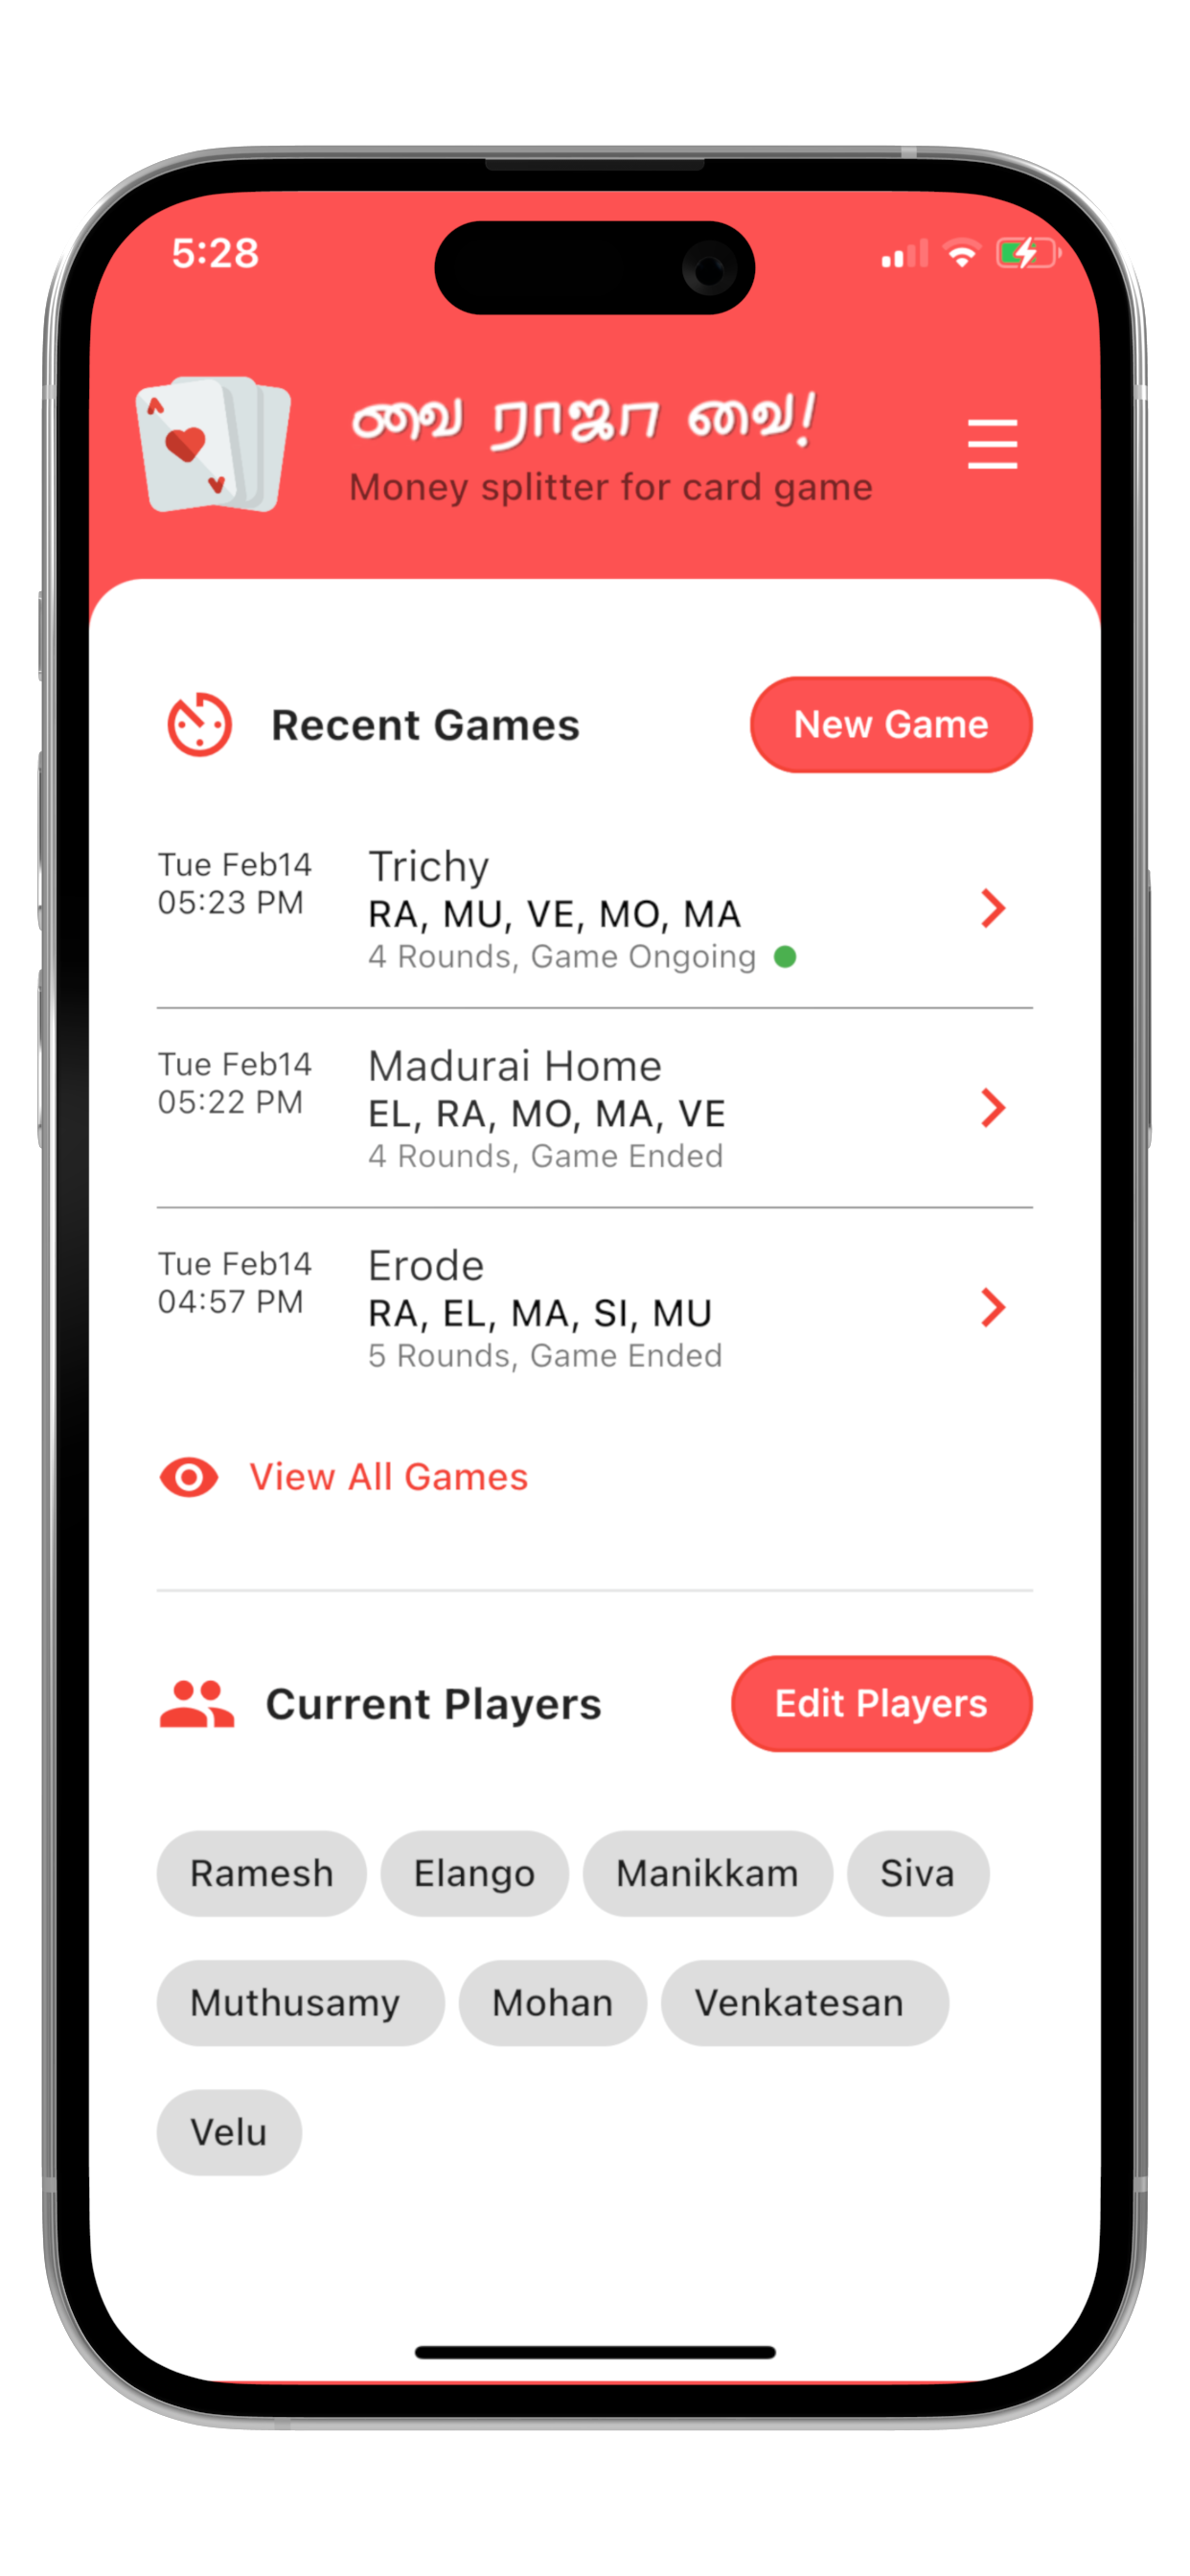 5:28
வை ராஜா வை!
Money splitter for card game
Recent Games
New Game
Tue Feb14
05:23 PM
Trichy
RA, MU, VE, MO, MA
4 Rounds, Game Ongoing
Tue Feb14
05:22 PM
Madurai Home
EL, RA, MO, MA, VE
4 Rounds, Game Ended
Tue Feb14
04:57 PM
Erode
RA, EL, MA, SI, MU
5 Rounds, Game Ended
View All Games
Current Players
Edit Players
Ramesh Elango Manikkam Siva
Muthusamy Mohan Venkatesan
Velu